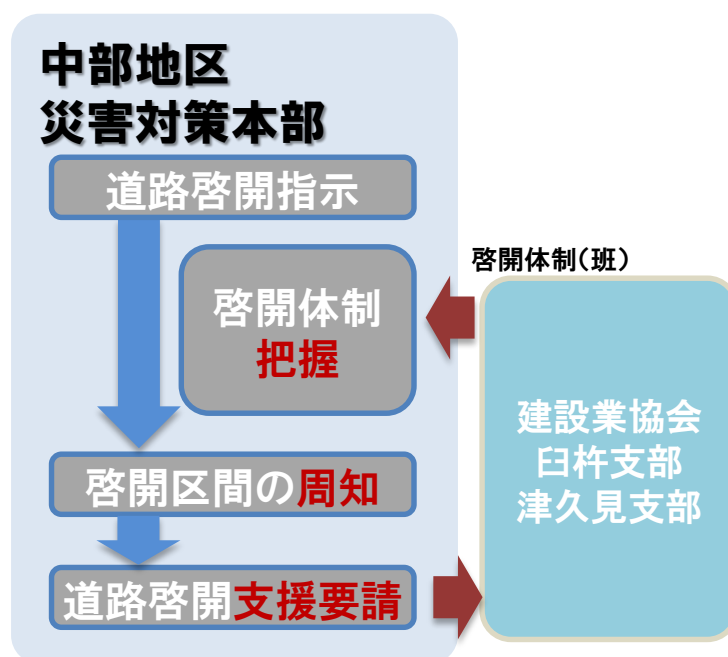 中部地区
災害対策本部
道路啓開指示
啓開体制(班)
啓開体制
把握
建設業協会
臼杵支部
津久見支部
啓開区間の周知
道路啓開支援要請